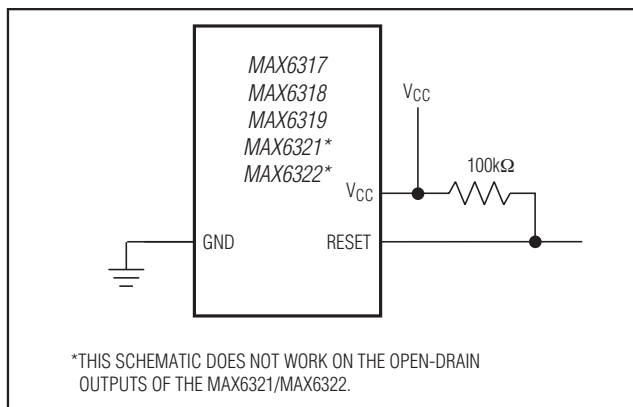 MAX6317
MAX6318
MAX6319
MAX6321*
MAX6322*
VCC
100kΩ
VCC
GND
RESET
*THIS SCHEMATIC DOES NOT WORK ON THE OPEN-DRAIN
OUTPUTS OF THE MAX6321/MAX6322.